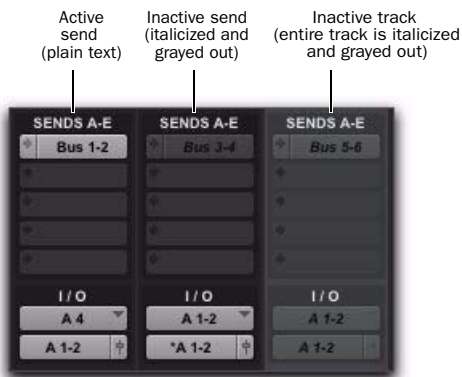 Active
send
(plain text)
Inactive send
(italicized and
grayed out)
Inactive track
(entire track is italicized
and grayed out)
SENDS A-E
SENDS A-E
SENDS A-E
Bus 1-2
Bus 3-4
Bus 5-6
I / O
I / O
I / O
A 4
A 1-2
A 1-2
A 1-2
*A 1-2
A 1-2